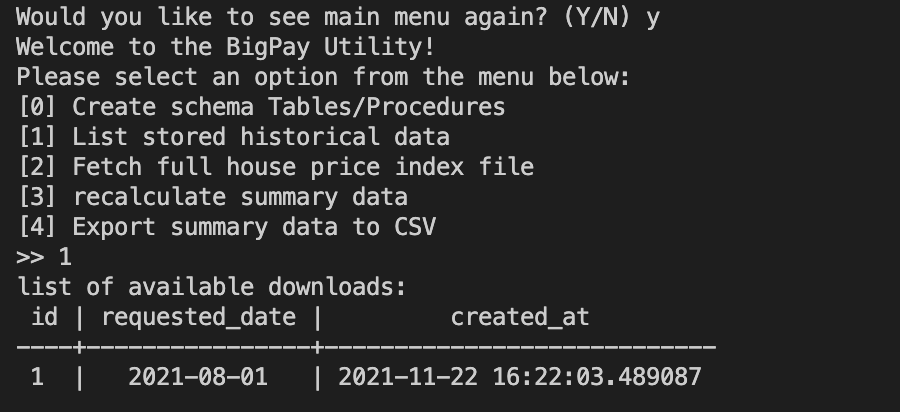 Would you like to see main menu again? (Y/N) y
Welcome to the BigPay Utility!
Please select an option from the menu below:
[0] Create schema Tables/Procedures
[1] List stored historical data
[2] Fetch full house price index file
[3] recalculate summary data
[4] Export summary data to CSV
>> 1
list of available downloads:
 id | requested_date |         created_at
----+----------------+----------------------------
 1  |   2021-08-01   | 2021-11-22 16:22:03.489087